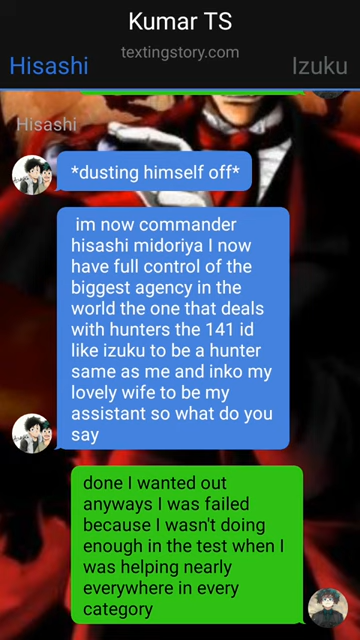 Kumar TS
textingstory.com
Hisashi
Izuku
Hisashi
*dusting himself off*
im now commander
hisashi midoriya I now
have full control of the
biggest agency in the
world the one that deals
with hunters the 141 id
like izuku to be a hunter
same as me and inko my
lovely wife to be my
assistant so what do you
say
done I wanted out
anyways I was failed
because I wasn't doing
enough in the test when I
was helping nearly
everywhere in every
category